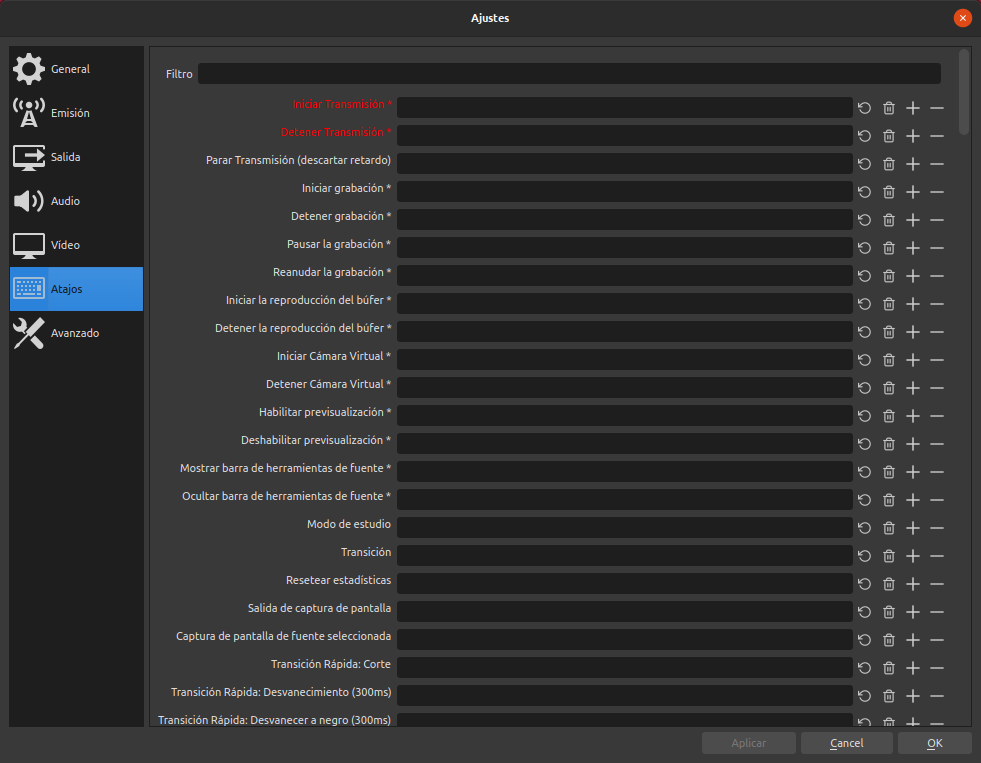 Ajustes
General
Emisión
Salida
Audio
Vídeo
Atajos
Avanzado
Filtro
Iniciar Transmisión *
Detener Transmisión *
Parar Transmisión (descartar retardo)
Iniciar grabación *
Detener grabación *
Pausar la grabación *
Reanudar la grabación *
Iniciar la reproducción del búfer *
Detener la reproducción del búfer *
Iniciar Cámara Virtual *
Detener Cámara Virtual *
Habilitar previsualización *
Deshabilitar previsualización *
Mostrar barra de herramientas de fuente *
Ocultar barra de herramientas de fuente *
Modo de estudio
Transición
Resetear estadísticas
Salida de captura de pantalla
Captura de pantalla de fuente seleccionada
Transición Rápida: Corte
Transición Rápida: Desvanecimiento (300ms)
Transición Rápida: Desvanecer a negro (300ms)
Aplicar
Cancel
OK